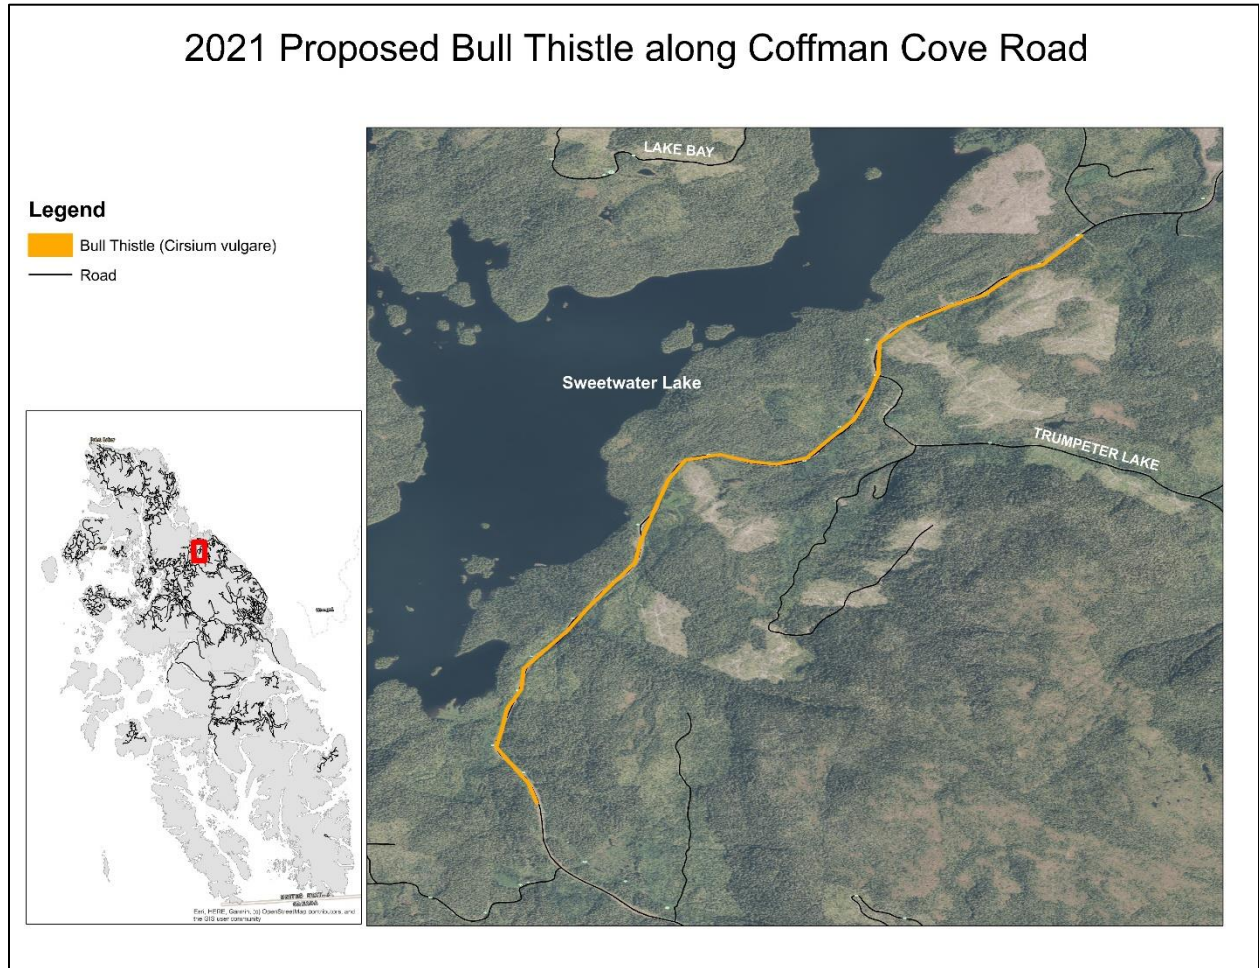 2021 Proposed Bull Thistle along Coffman Cove Road
LAKE BAY
Legend
Bull Thistle (Cirsium vulgare)
Road
Sweetwater Lake
TRUMPETER LAKE
Esri, HERE, Garmin, (c) OpenStreetMap contributors, and
the GIS user community